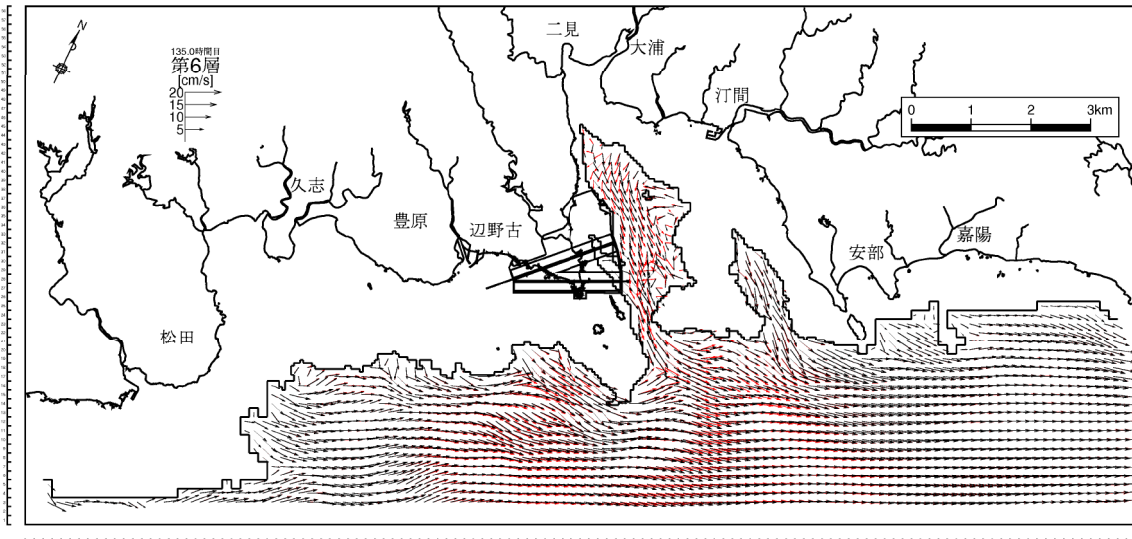 N
135.0時間目
第6層
[cm/s]
20
15
10
5
二見
大浦
汀間
0 1 2 3km
久志
豊原
辺野古
安部
嘉陽
松田